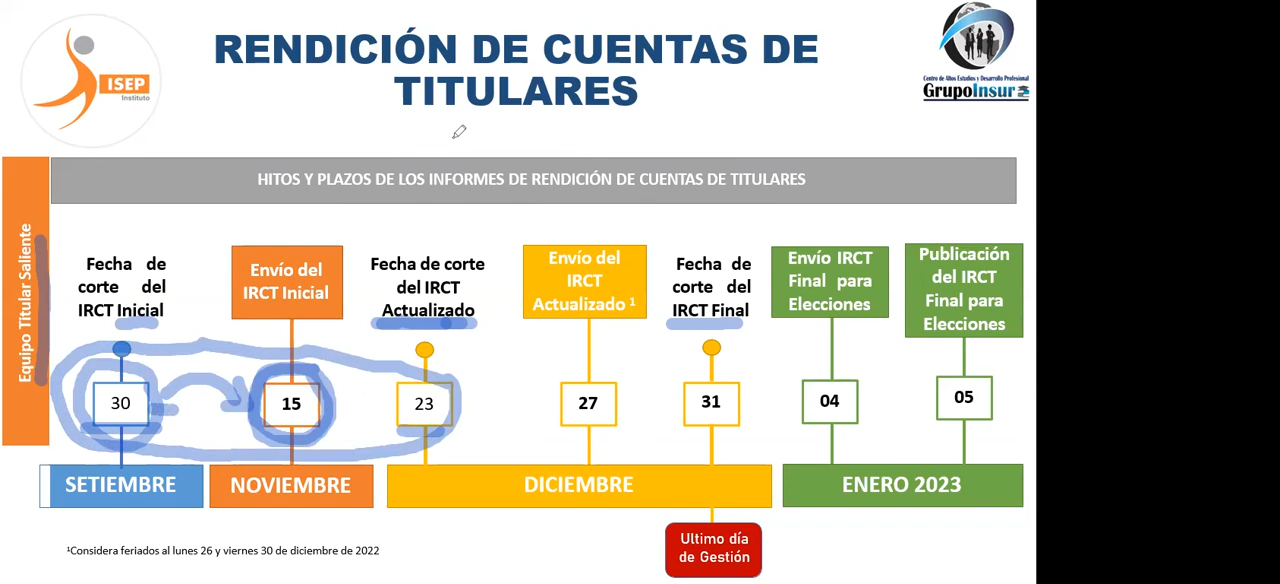 ISEP
Instituto
RENDICIÓN DE CUENTAS DE
TITULARES
Centro de Altos Estudios y Desarrollo Profesional
GrupoInsur
HITOS Y PLAZOS DE LOS INFORMES DE RENDICIÓN DE CUENTAS DE TITULARES
Equipo Titular Saliente
Fecha de
corte del
IRCT Inicial
Envío del
IRCT Inicial
Fecha de corte
del IRCT
Actualizado
Envío del
IRCT
Actualizado ¹
Fecha de
corte del
IRCT Final
Envío IRCT
Final para
Elecciones
Publicación
del IRCT
Final para
Elecciones
30
15
23
27
31
04
05
SETIEMBRE
NOVIEMBRE
DICIEMBRE
ENERO 2023
Ultimo día
de Gestión
¹Considera feriados al lunes 26 y viernes 30 de diciembre de 2022